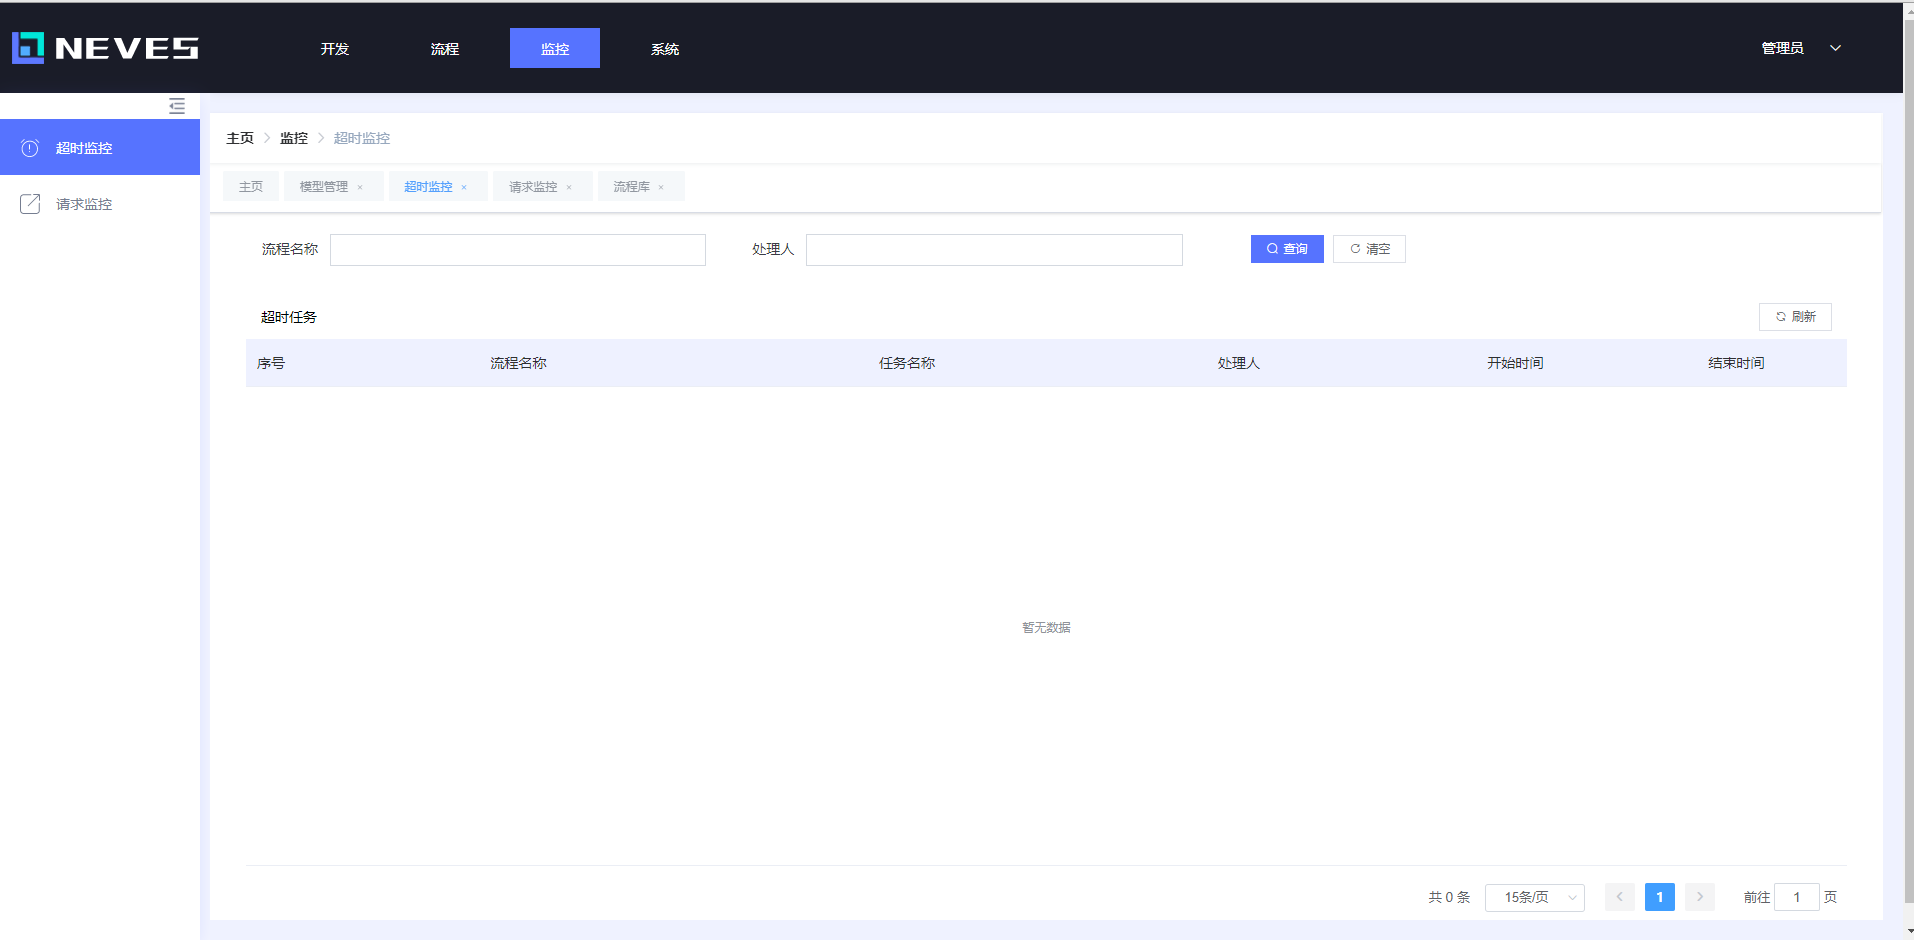 NEVES 开发 流程 监控 系统 管理员
超时监控
请求监控
主页 > 监控 > 超时监控
主页 模型管理 × 超时监控 × 请求监控 × 流程库 ×
流程名称 处理人 查询 清空
超时任务 刷新
序号 流程名称 任务名称 处理人 开始时间 结束时间
暂无数据
共 0 条 15条/页 < 1 > 前往 1 页